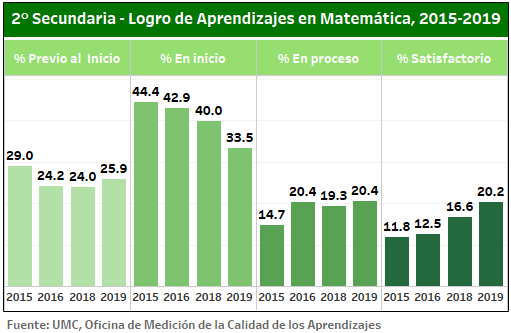 2º Secundaria - Logro de Aprendizajes en Matemática, 2015-2019
% Previo al Inicio % En inicio % En proceso % Satisfactorio
29.0 24.2 24.0 25.9 44.4 42.9 40.0 33.5 14.7 20.4 19.3 20.4 11.8 12.5 16.6 20.2
2015 2016 2018 2019 2015 2016 2018 2019 2015 2016 2018 2019 2015 2016 2018 2019
Fuente: UMC, Oficina de Medición de la Calidad de los Aprendizajes